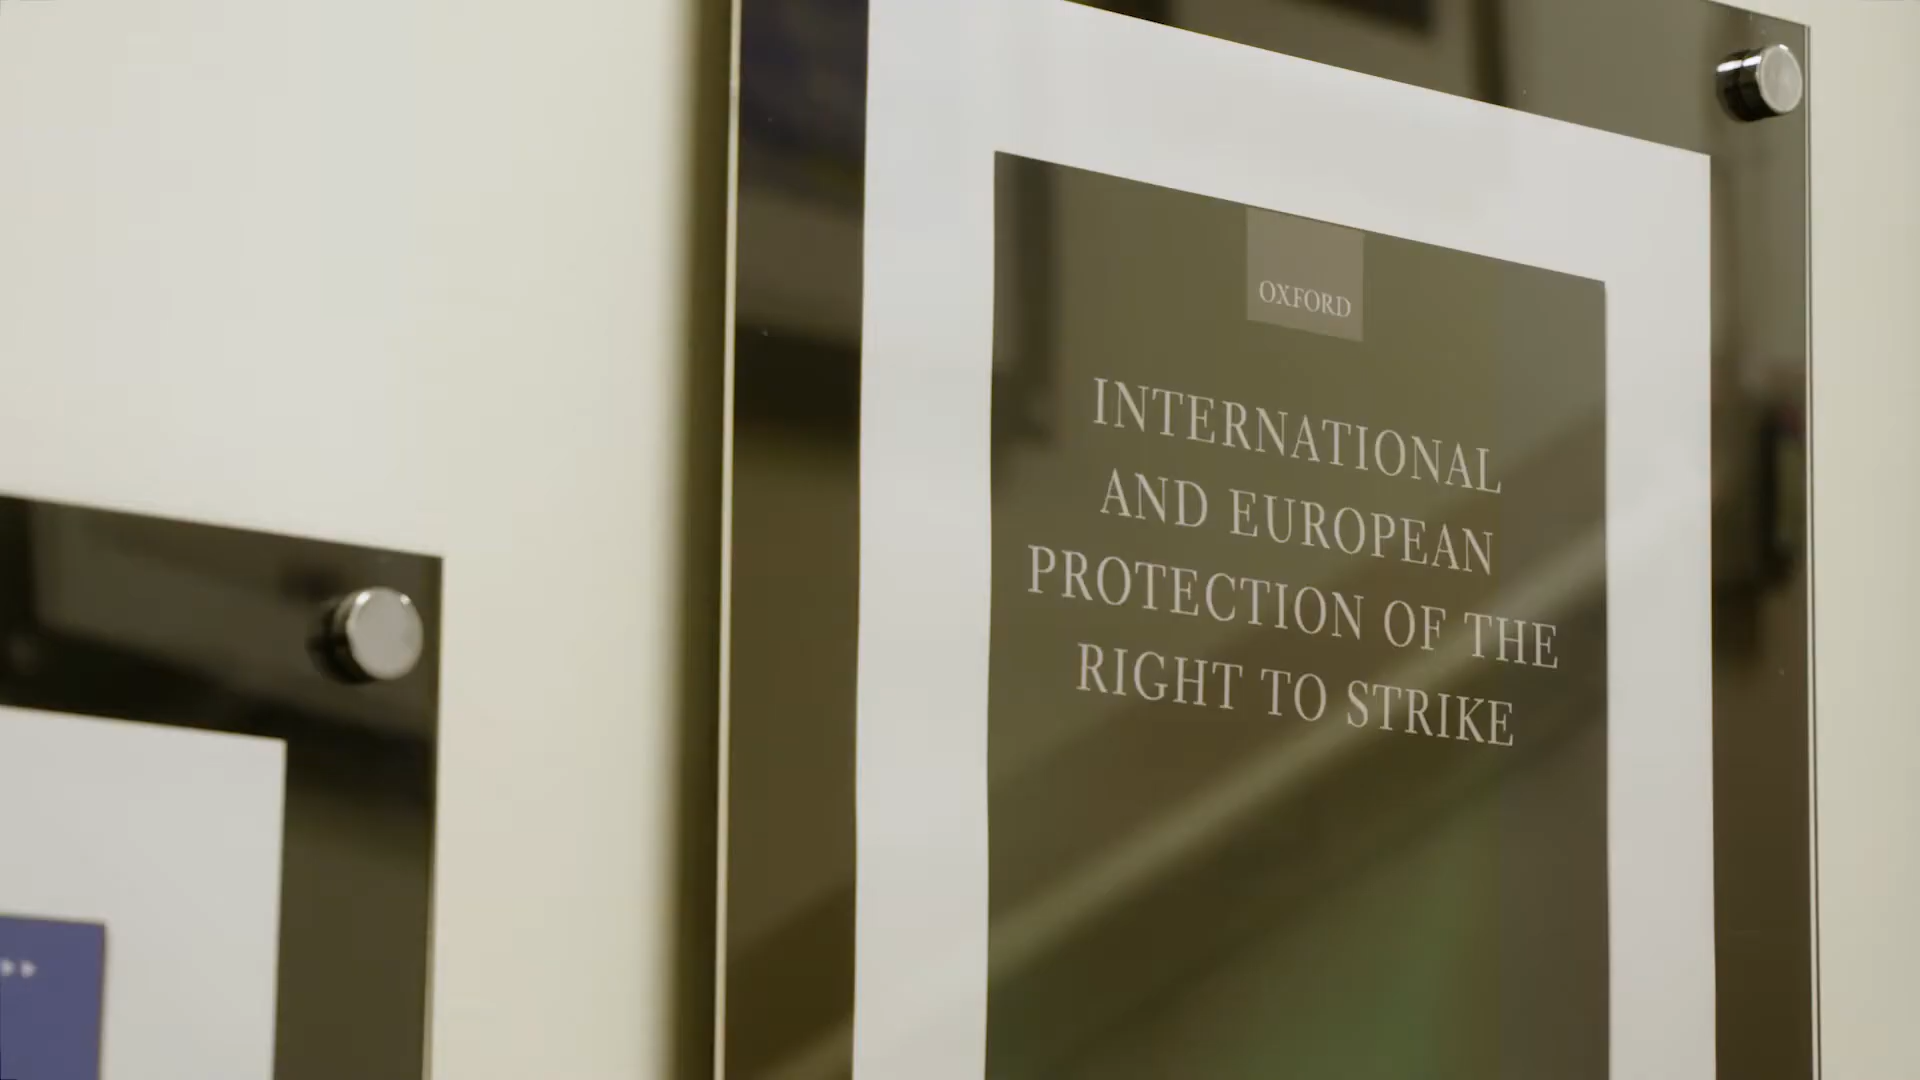 OXFORD
INTERNATIONAL
AND EUROPEAN
PROTECTION OF THE
RIGHT TO STRIKE